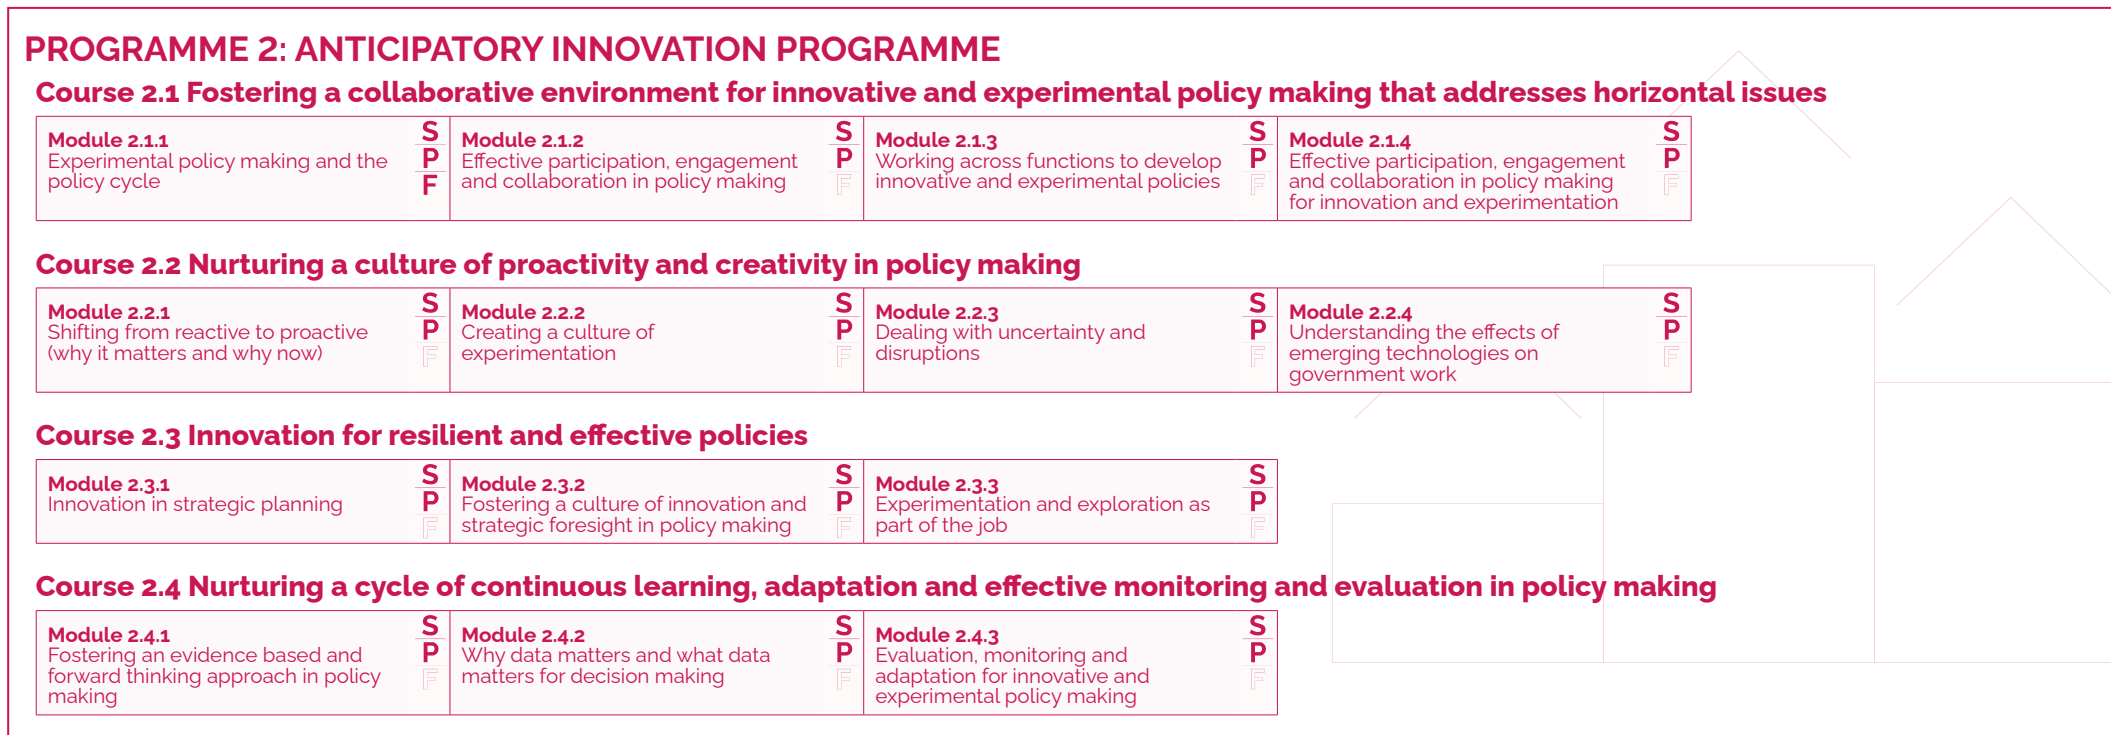 PROGRAMME 2: ANTICIPATORY INNOVATION PROGRAMME
Course 2.1 Fostering a collaborative environment for innovative and experimental policy making that addresses horizontal issues
Module 2.1.1
Experimental policy making and the
policy cycle
S
P
F
Module 2.1.2
Effective participation, engagement
and collaboration in policy making
S
P
F
Module 2.1.3
Working across functions to develop
innovative and experimental policies
S
P
F
Module 2.1.4
Effective participation, engagement
and collaboration in policy making
for innovation and experimentation
S
P
F
Course 2.2 Nurturing a culture of proactivity and creativity in policy making
Module 2.2.1
Shifting from reactive to proactive
(why it matters and why now)
S
P
F
Module 2.2.2
Creating a culture of
experimentation
S
P
F
Module 2.2.3
Dealing with uncertainty and
disruptions
S
P
F
Module 2.2.4
Understanding the effects of
emerging technologies on
government work
S
P
F
Course 2.3 Innovation for resilient and effective policies
Module 2.3.1
Innovation in strategic planning
S
P
F
Module 2.3.2
Fostering a culture of innovation and
strategic foresight in policy making
S
P
F
Module 2.3.3
Experimentation and exploration as
part of the job
S
P
F
Course 2.4 Nurturing a cycle of continuous learning, adaptation and effective monitoring and evaluation in policy making
Module 2.4.1
Fostering an evidence based and
forward thinking approach in policy
making
S
P
F
Module 2.4.2
Why data matters and what data
matters for decision making
S
P
F
Module 2.4.3
Evaluation, monitoring and
adaptation for innovative and
experimental policy making
S
P
F